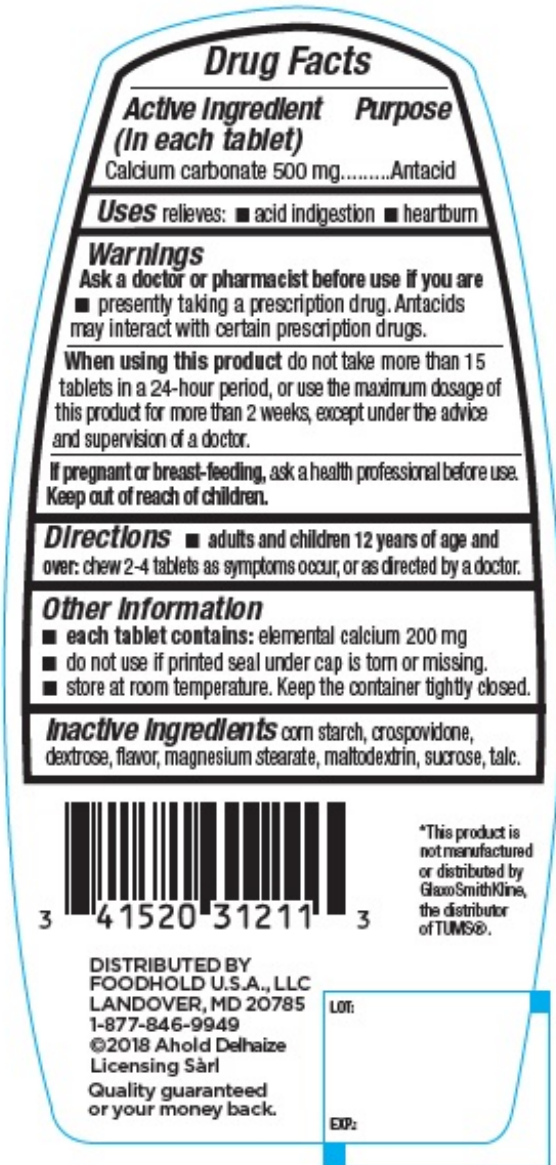 Drug Facts
Active Ingredient Purpose
(In each tablet)
Calcium carbonate 500 mg.........Antacid
Uses relieves: ■ acid indigestion ■ heartburn
Warnings
Ask a doctor or pharmacist before use if you are
■ presently taking a prescription drug. Antacids
may interact with certain prescription drugs.
When using this product do not take more than 15
tablets in a 24-hour period, or use the maximum dosage of
this product for more than 2 weeks, except under the advice
and supervision of a doctor.
If pregnant or breast-feeding, ask a health professional before use.
Keep out of reach of children.
Directions ■ adults and children 12 years of age and
over: chew 2-4 tablets as symptoms occur, or as directed by a doctor.
Other Information
■ each tablet contains: elemental calcium 200 mg
■ do not use if printed seal under cap is torn or missing.
■ store at room temperature. Keep the container tightly closed.
Inactive Ingredients corn starch, crospovidone,
dextrose, flavor, magnesium stearate, maltodextrin, sucrose, talc.
3 41520 31211 3
*This product is
not manufactured
or distributed by
GlaxoSmithKline,
the distributor
of TUMS®.
DISTRIBUTED BY
FOODHOLD U.S.A., LLC
LANDOVER, MD 20785
1-877-846-9949
©2018 Ahold Delhaize
Licensing Sàrl
Quality guaranteed
or your money back.
LOT:
EXP.: